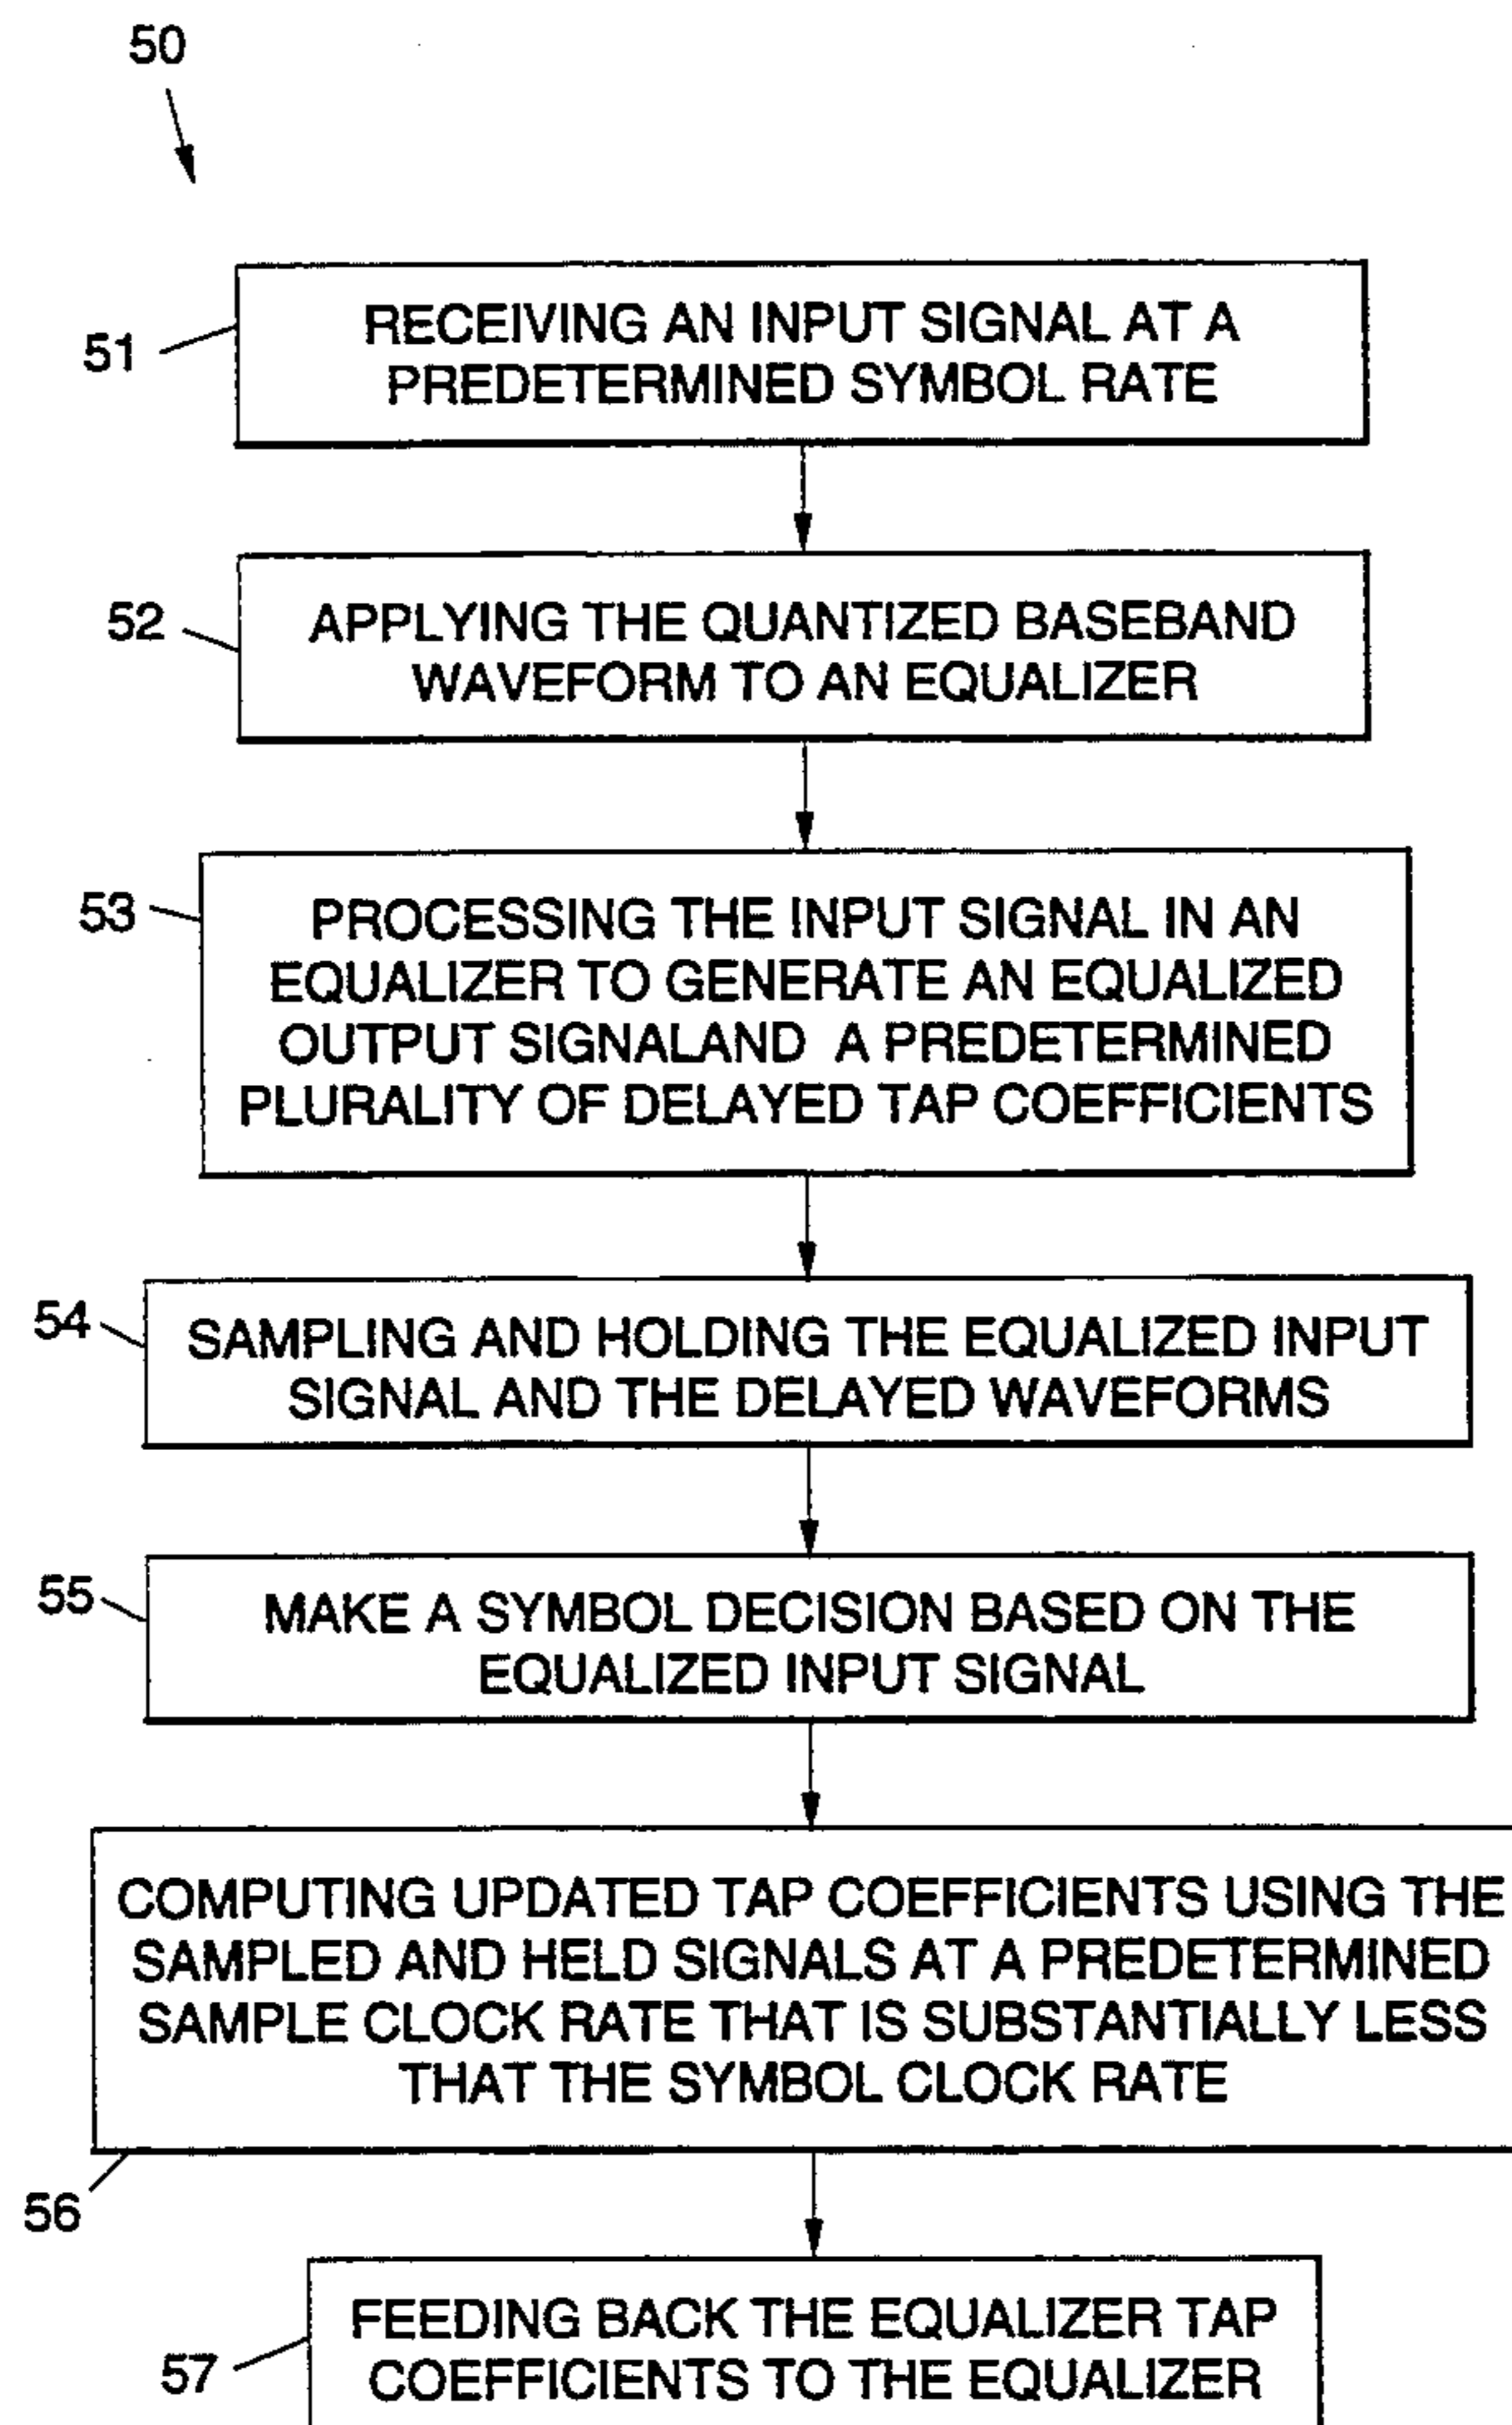 50
51
RECEIVING AN INPUT SIGNAL AT A
PREDETERMINED SYMBOL RATE
52
APPLYING THE QUANTIZED BASEBAND
WAVEFORM TO AN EQUALIZER
53
PROCESSING THE INPUT SIGNAL IN AN
EQUALIZER TO GENERATE AN EQUALIZED
OUTPUT SIGNALAND A PREDETERMINED
PLURALITY OF DELAYED TAP COEFFICIENTS
54
SAMPLING AND HOLDING THE EQUALIZED INPUT
SIGNAL AND THE DELAYED WAVEFORMS
55
MAKE A SYMBOL DECISION BASED ON THE
EQUALIZED INPUT SIGNAL
COMPUTING UPDATED TAP COEFFICIENTS USING THE
SAMPLED AND HELD SIGNALS AT A PREDETERMINED
SAMPLE CLOCK RATE THAT IS SUBSTANTIALLY LESS
THAT THE SYMBOL CLOCK RATE
56
57
FEEDING BACK THE EQUALIZER TAP
COEFFICIENTS TO THE EQUALIZER